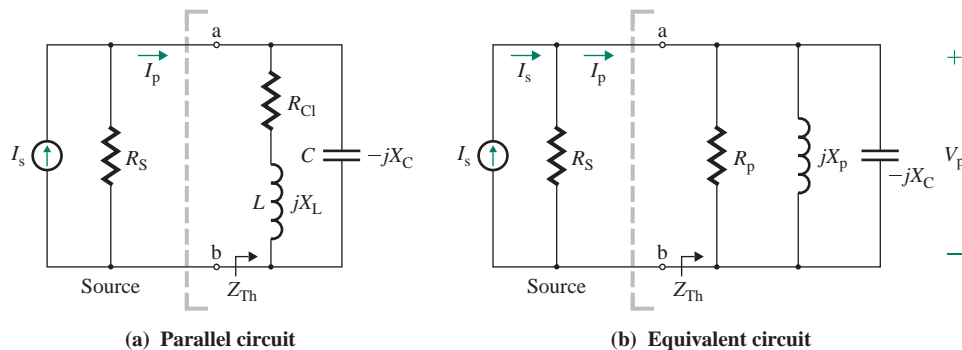 a
I_p
R_Cl
I_s
R_S
C
-jX_C
L
jX_L
b
Source
Z_Th
(a) Parallel circuit
a
I_s
I_p
+
I_s
R_S
R_p
jX_p
-jX_C
V_p
b
−
Source
Z_Th
(b) Equivalent circuit